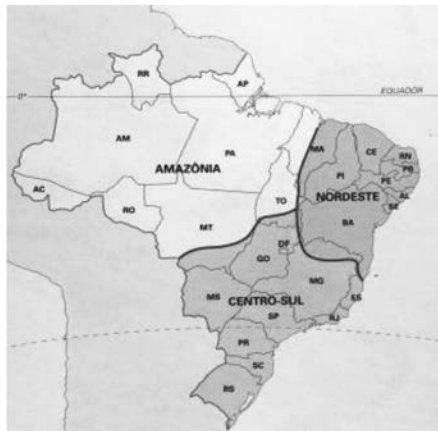 RR
AP
EQUADOR
0°
AM
PA
MA
CE
RN
PB
AMAZÔNIA
PI
PE
AC
TO
NORDESTE
AL
SE
RO
BA
MT
DF
GO
MG
MS
CENTRO-SUL
ES
SP
RJ
PR
SC
RS